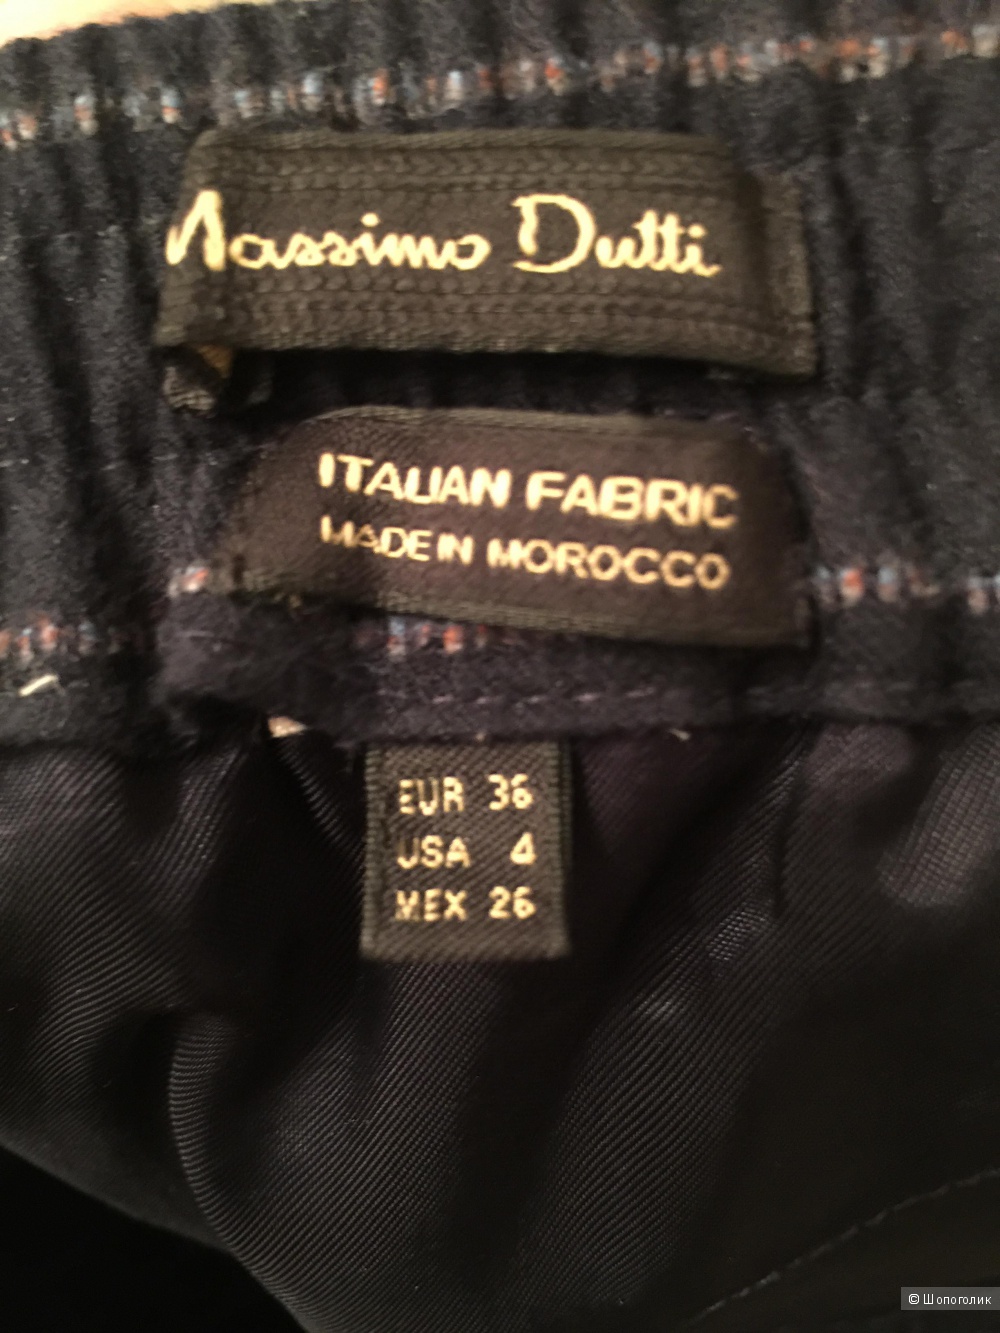 Massimo Dutti
ITALIAN FABRIC
MADE IN MOROCCO
EUR 36
USA 4
MEX 26
© Шопоголик